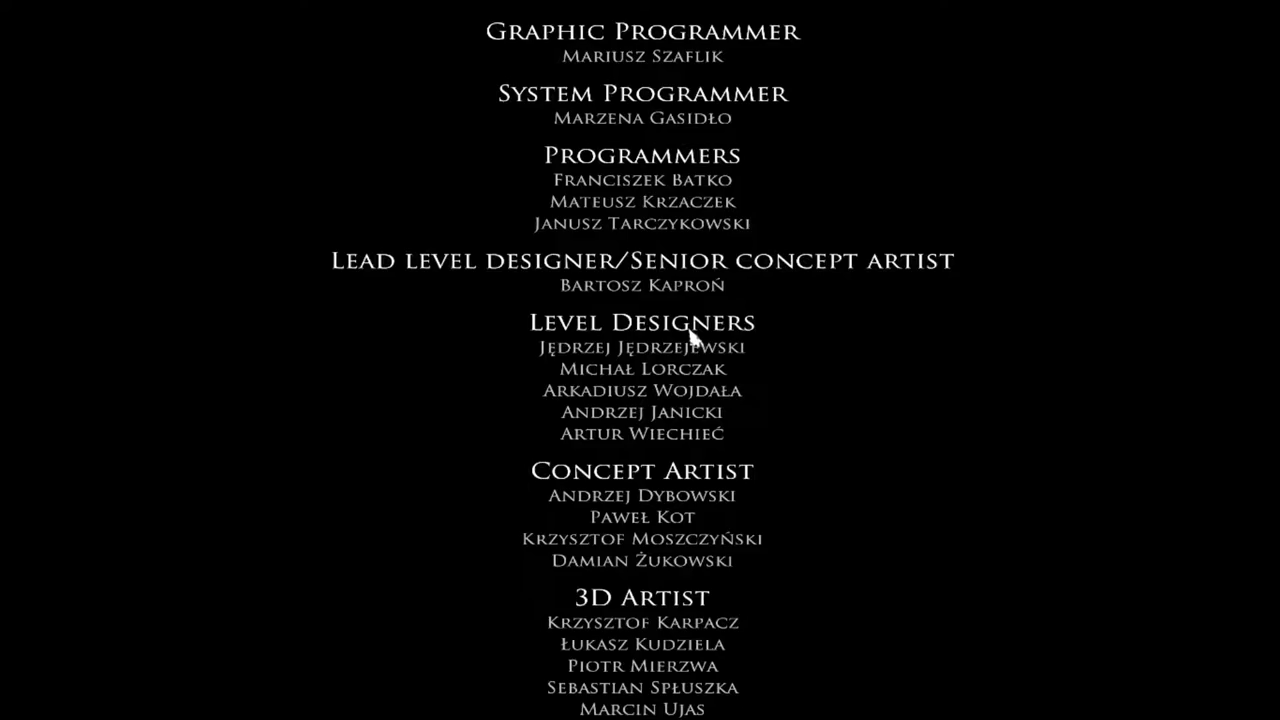 Graphic Programmer
Mariusz Szaflik
System Programmer
Marzena Gasidło
Programmers
Franciszek Batko
Mateusz Krzaczek
Janusz Tarczykowski
Lead level designer/Senior concept artist
Bartosz Kaproń
Level Designers
Jędrzej Jędrzejewski
Michał Lorczak
Arkadiusz Wojdała
Andrzej Janicki
Artur Wiechieć
Concept Artist
Andrzej Dybowski
Paweł Kot
Krzysztof Moszczyński
Damian Żukowski
3D Artist
Krzysztof Karpacz
Łukasz Kudziela
Piotr Mierzwa
Sebastian Spłuszka
Marcin Ujas